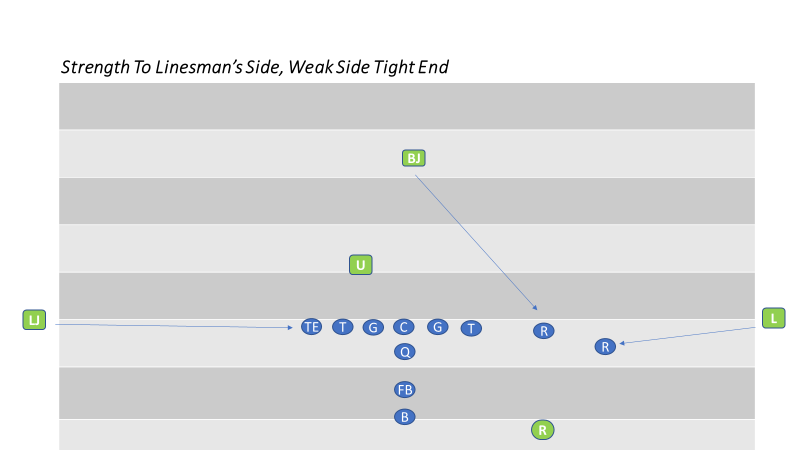 Strength To Linesman's Side, Weak Side Tight End
BJ
U
LJ
L
TE T G C G T R
R
Q
FB
B
R